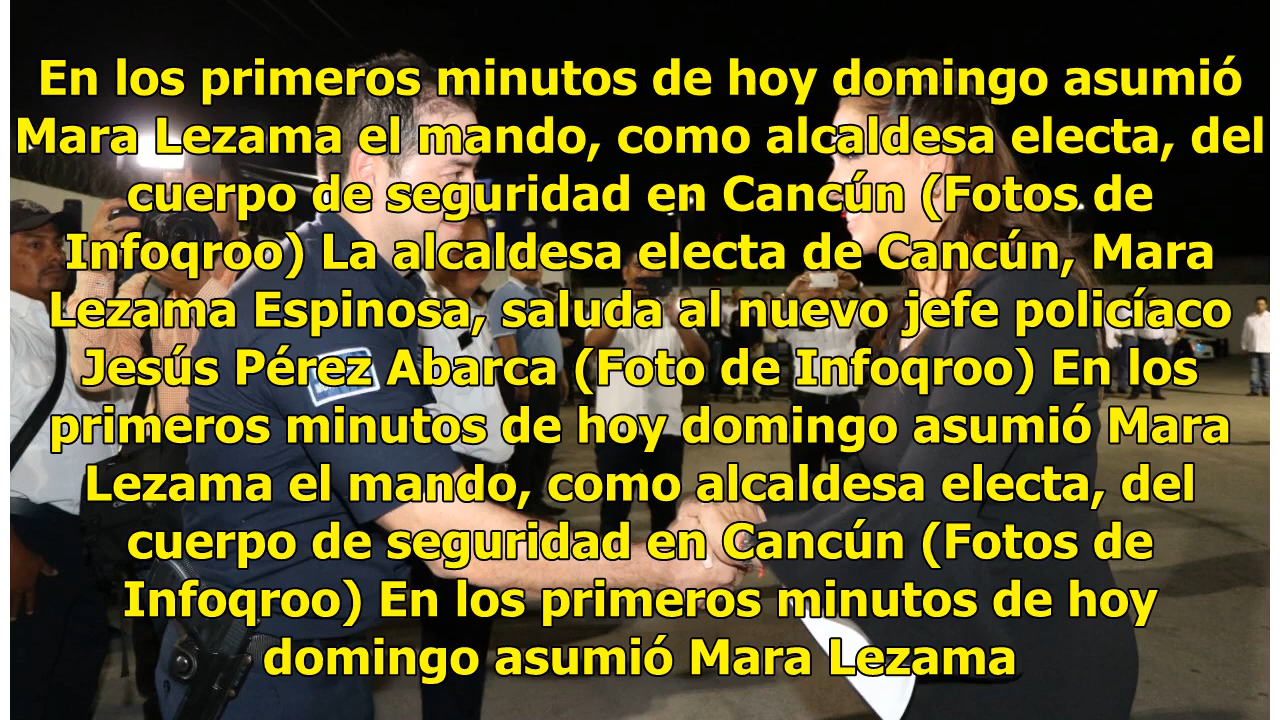 En los primeros minutos de hoy domingo asumió
Mara Lezama el mando, como alcaldesa electa, del
cuerpo de seguridad en Cancún (Fotos de
Infoqroo) La alcaldesa electa de Cancún, Mara
Lezama Espinosa, saluda al nuevo jefe policíaco
Jesús Pérez Abarca (Foto de Infoqroo) En los
primeros minutos de hoy domingo asumió Mara
Lezama el mando, como alcaldesa electa, del
cuerpo de seguridad en Cancún (Fotos de
Infoqroo) En los primeros minutos de hoy
domingo asumió Mara Lezama